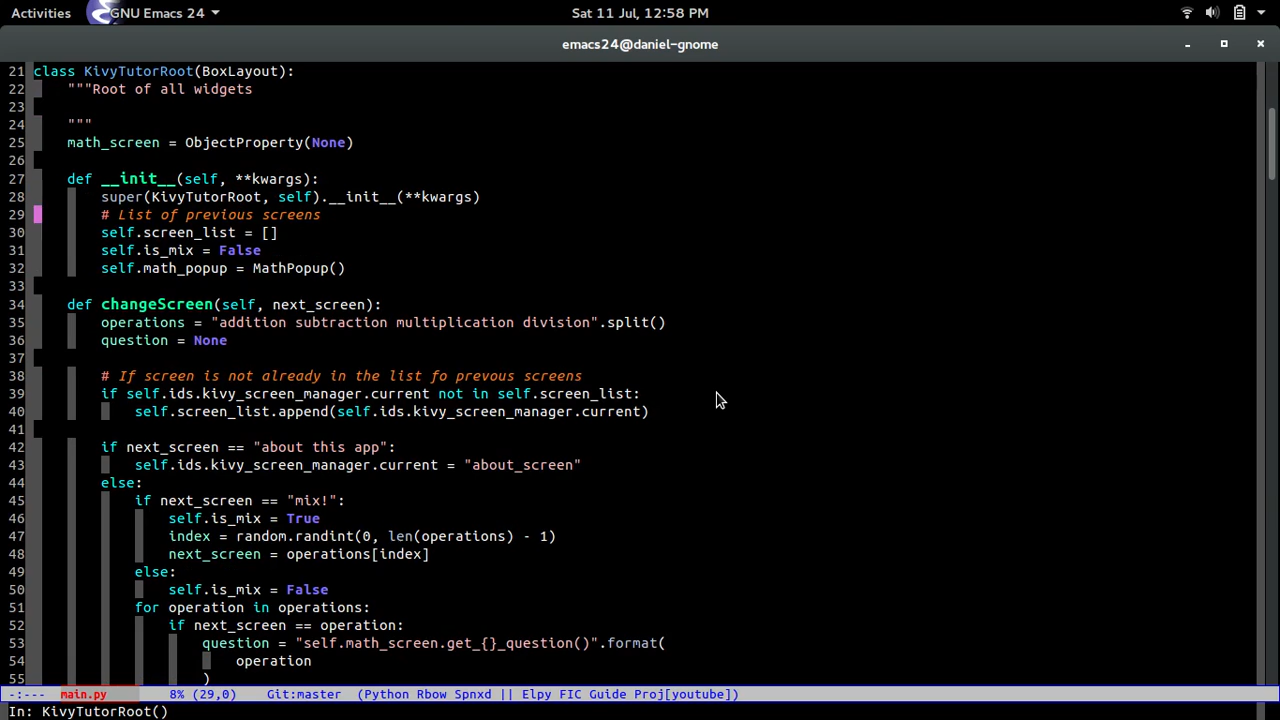 Activities GNU Emacs 24 Sat 11 Jul, 12:58 PM
emacs24@daniel-gnome
21 class KivyTutorRoot(BoxLayout):
22     """Root of all widgets
23
24     """
25     math_screen = ObjectProperty(None)
26
27     def __init__(self, **kwargs):
28         super(KivyTutorRoot, self).__init__(**kwargs)
29         # List of previous screens
30         self.screen_list = []
31         self.is_mix = False
32         self.math_popup = MathPopup()
33
34     def changeScreen(self, next_screen):
35         operations = "addition subtraction multiplication division".split()
36         question = None
37
38         # If screen is not already in the list fo prevous screens
39         if self.ids.kivy_screen_manager.current not in self.screen_list:
40             self.screen_list.append(self.ids.kivy_screen_manager.current)
41
42         if next_screen == "about this app":
43             self.ids.kivy_screen_manager.current = "about_screen"
44         else:
45             if next_screen == "mix!":
46                 self.is_mix = True
47                 index = random.randint(0, len(operations) - 1)
48                 next_screen = operations[index]
49             else:
50                 self.is_mix = False
51             for operation in operations:
52                 if next_screen == operation:
53                     question = "self.math_screen.get_{}_question()".format(
54                         operation
55                     )
-:--- main.py 8% (29,0) Git:master (Python Rbow Spnxd || Elpy FIC Guide Proj[youtube])
In: KivyTutorRoot()